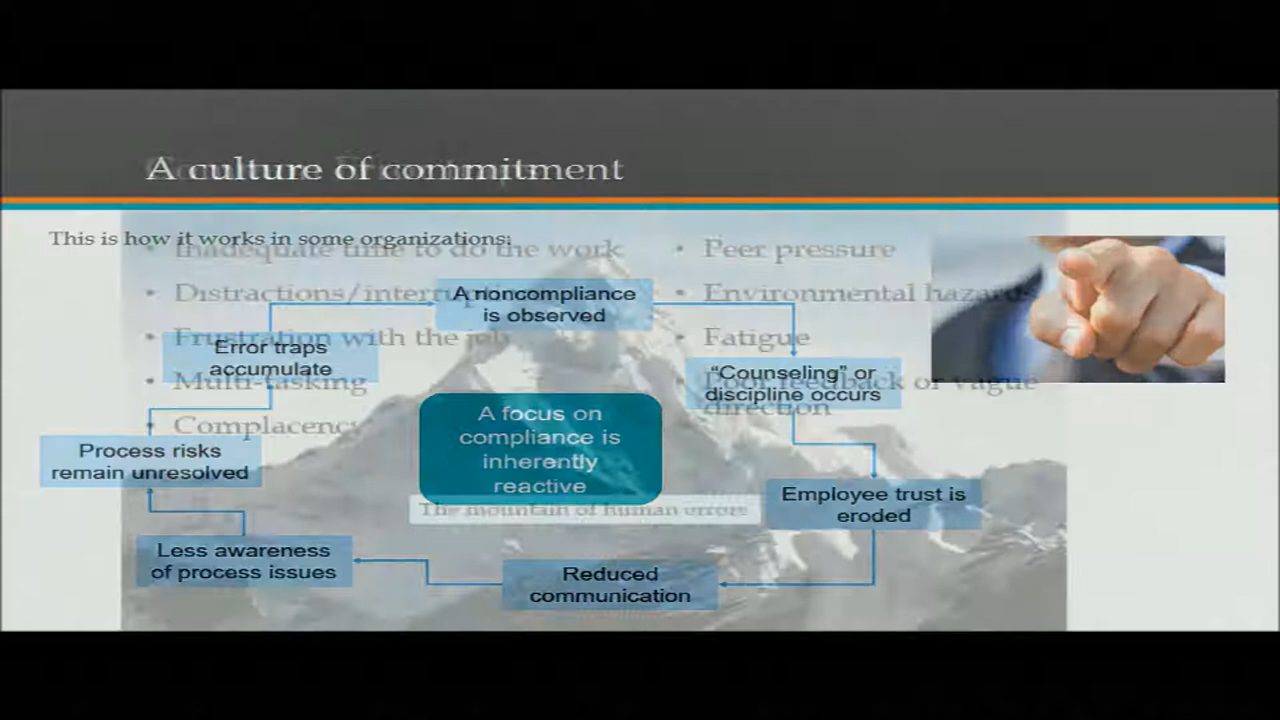 A culture of commitment
This is how it works in some organizations:
• Inadequate time to do the work
• Distractions/interruptions
• Frustration with the job
• Multi-tasking
• Complacency
• Peer pressure
• Environmental hazards
• Fatigue
• Poor feedback or vague
direction
The mountain of human errors
A noncompliance
is observed
“Counseling” or
discipline occurs
Employee trust is
eroded
Reduced
communication
Less awareness
of process issues
Process risks
remain unresolved
Error traps
accumulate
A focus on
compliance is
inherently
reactive